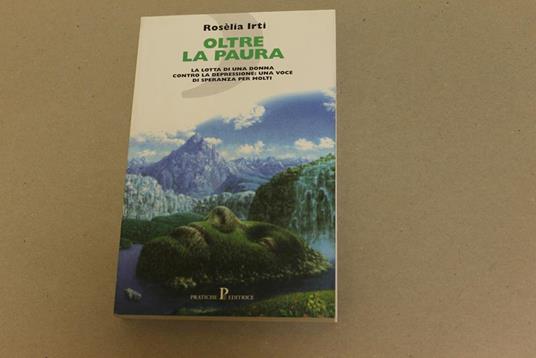 Rosèlia Irti
OLTRE
LA PAURA
LA LOTTA DI UNA DONNA
CONTRO LA DEPRESSIONE: UNA VOCE
DI SPERANZA PER MOLTI
PRATICHE P EDITRICE